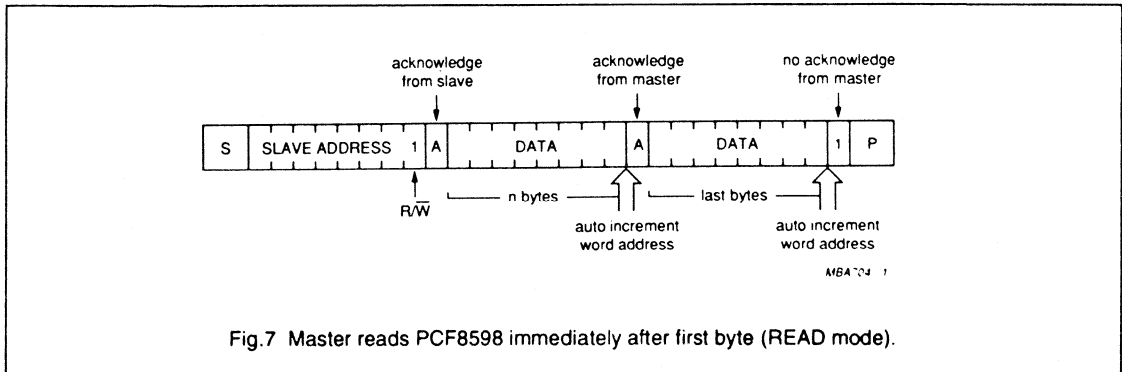 acknowledge from slave
acknowledge from master
no acknowledge from master
S SLAVE ADDRESS 1 A DATA A DATA 1 P
R/W̅
n bytes
last bytes
auto increment word address
auto increment word address
Fig.7 Master reads PCF8598 immediately after first byte (READ mode).